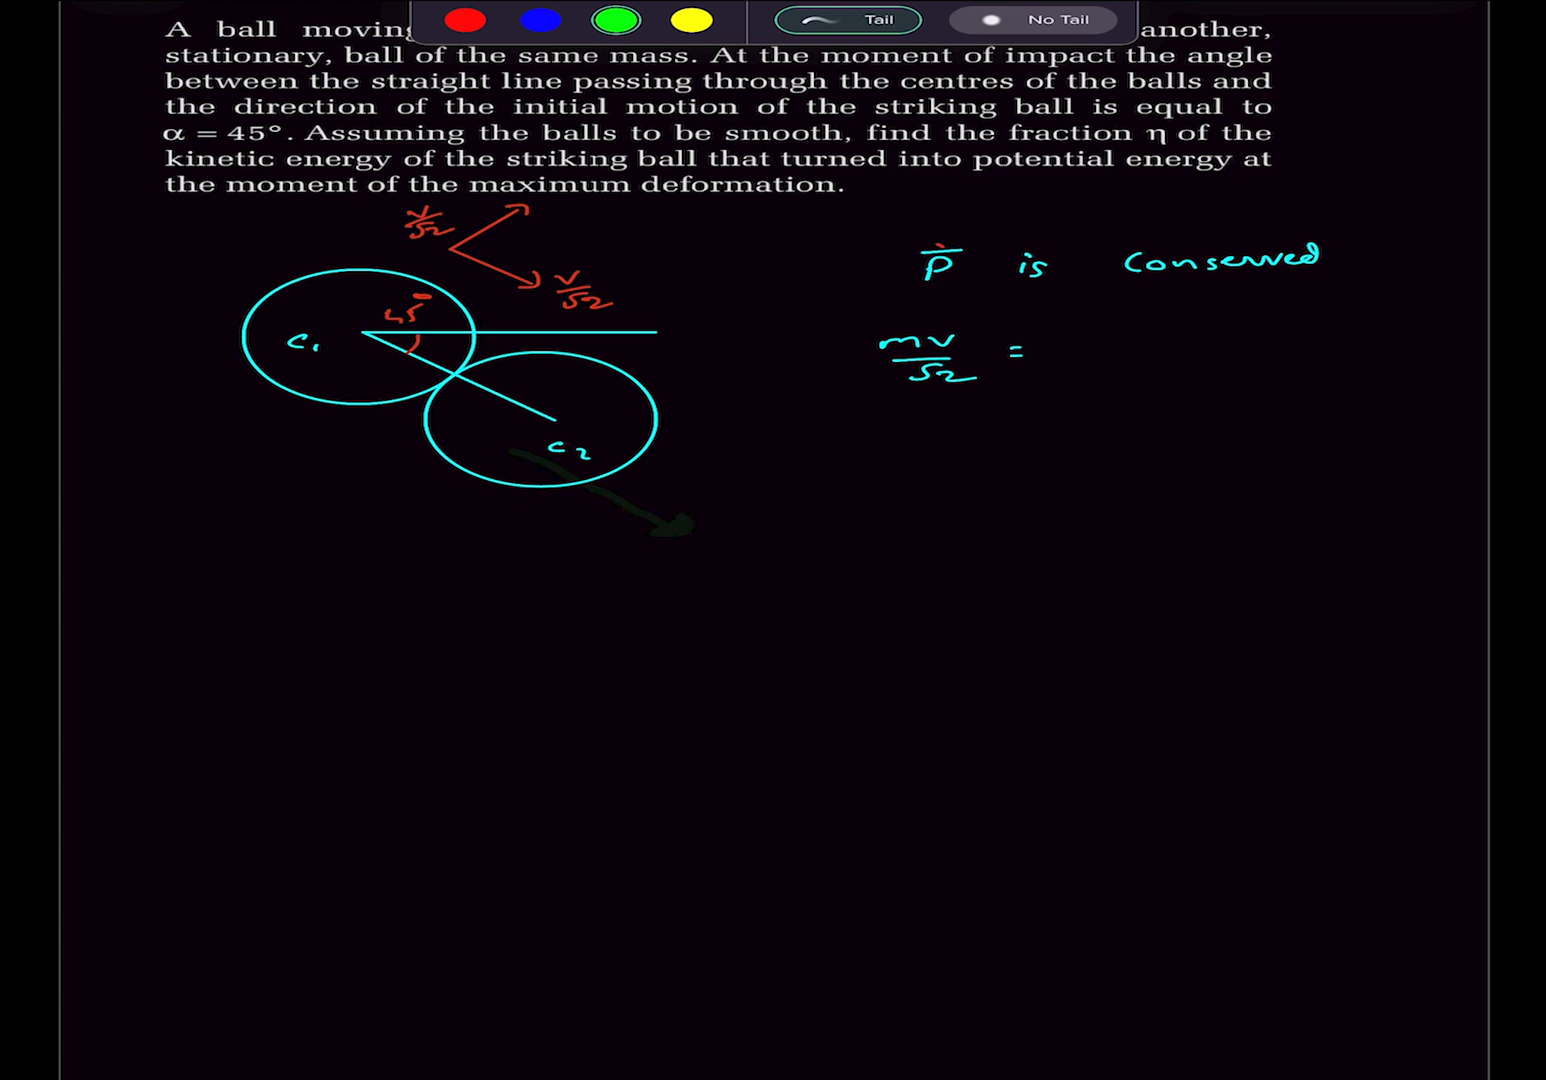 Tail No Tail
A ball moving another,
stationary, ball of the same mass. At the moment of impact the angle
between the straight line passing through the centres of the balls and
the direction of the initial motion of the striking ball is equal to
α = 45°. Assuming the balls to be smooth, find the fraction η of the
kinetic energy of the striking ball that turned into potential energy at
the moment of the maximum deformation.
v/√2
v/√2
p̅ is conserved
45°
c₁
mv/√2 =
c₂